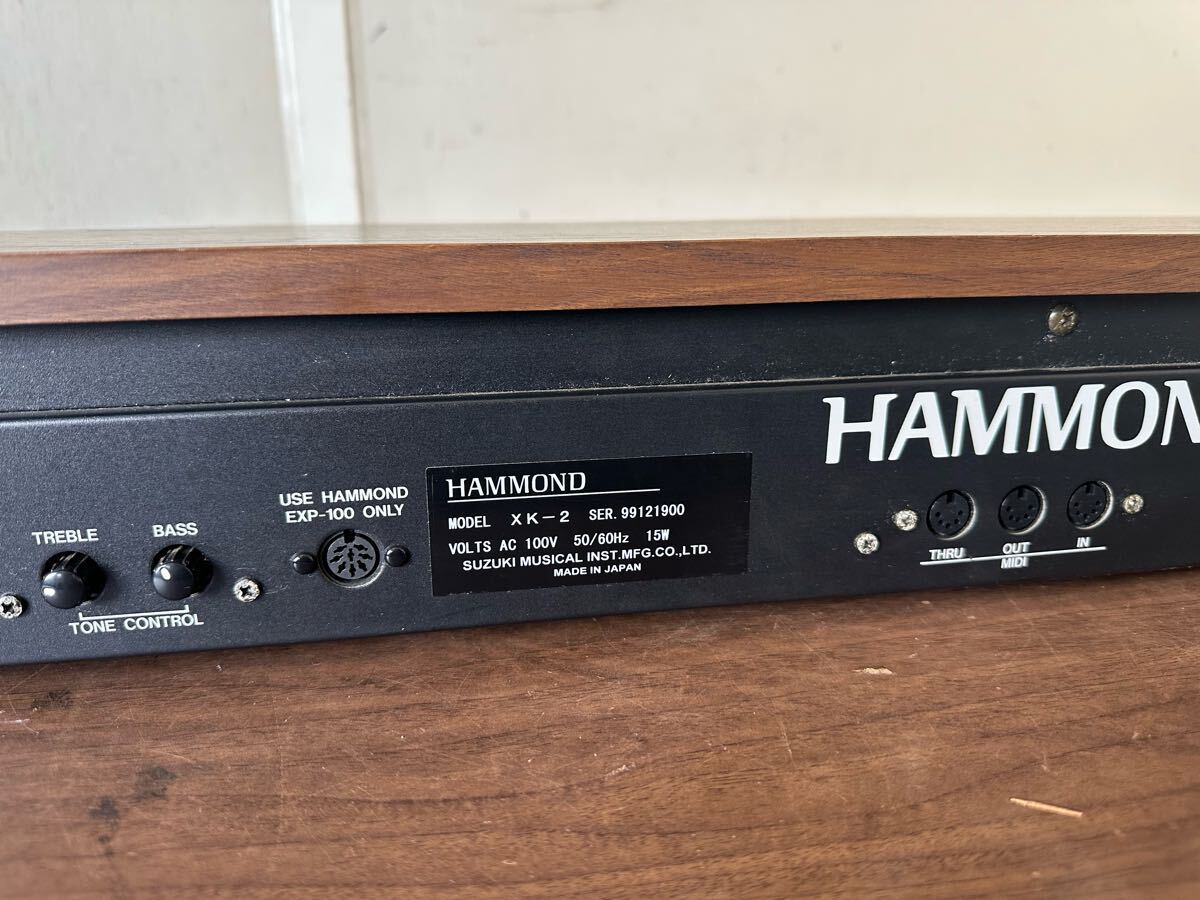 TREBLE
BASS
TONE CONTROL
USE HAMMOND
EXP-100 ONLY
HAMMOND
MODEL XK-2 SER. 99121900
VOLTS AC 100V 50/60Hz 15W
SUZUKI MUSICAL INST.MFG.CO.,LTD.
MADE IN JAPAN
HAMMON
THRU OUT IN
MIDI